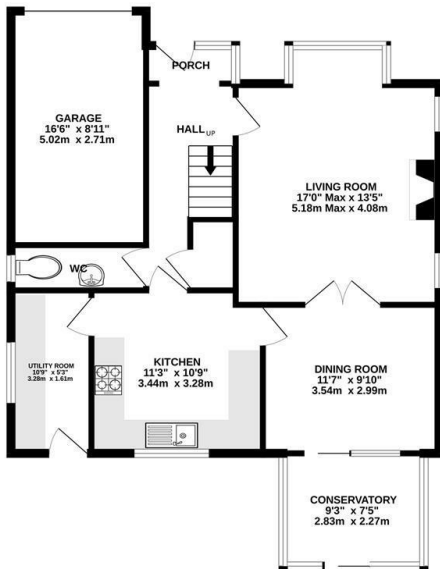 PORCH
GARAGE
16'6" x 8'11"
5.02m x 2.71m
HALL
UP
LIVING ROOM
17'0" Max x 13'5"
5.18m Max x 4.08m
WC
UTILITY ROOM
10'9" x 5'3"
3.28m x 1.61m
KITCHEN
11'3" x 10'9"
3.44m x 3.28m
DINING ROOM
11'7" x 9'10"
3.54m x 2.99m
CONSERVATORY
9'3" x 7'5"
2.83m x 2.27m